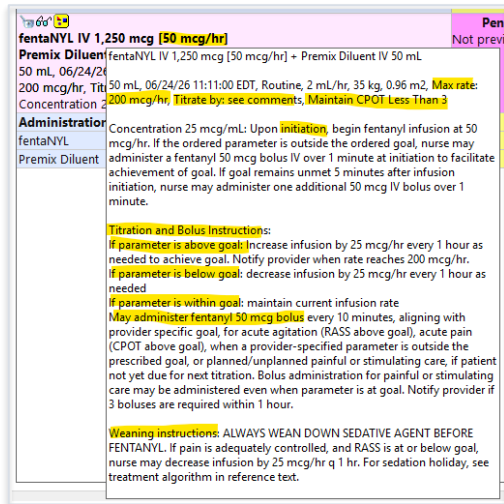 Pen
fentaNYL IV 1,250 mcg [50 mcg/hr]
Not previ
Premix Diluent
fentaNYL IV 1,250 mcg [50 mcg/hr] + Premix Diluent IV 50 mL
50 mL, 06/24/26
200 mcg/hr, Titr
Concentration 2
Administration
fentaNYL
Premix Diluent
50 mL, 06/24/26 11:11:00 EDT, Routine, 2 mL/hr, 35 kg, 0.96 m2, Max rate:
200 mcg/hr, Titrate by: see comments, Maintain CPOT Less Than 3
Concentration 25 mcg/mL: Upon initiation, begin fentanyl infusion at 50
mcg/hr. If the ordered parameter is outside the ordered goal, nurse may
administer a fentanyl 50 mcg bolus IV over 1 minute at initiation to facilitate
achievement of goal. If goal remains unmet 5 minutes after infusion
initiation, nurse may administer one additional 50 mcg IV bolus over 1
minute.
Titration and Bolus Instructions:
If parameter is above goal: Increase infusion by 25 mcg/hr every 1 hour as
needed to achieve goal. Notify provider when rate reaches 200 mcg/hr.
If parameter is below goal: decrease infusion by 25 mcg/hr every 1 hour as
needed
If parameter is within goal: maintain current infusion rate
May administer fentanyl 50 mcg bolus every 10 minutes, aligning with
provider specific goal, for acute agitation (RASS above goal), acute pain
(CPOT above goal), when a provider-specified parameter is outside the
prescribed goal, or planned/unplanned painful or stimulating care, if patient
not yet due for next titration. Bolus administration for painful or stimulating
care may be administered even when parameter is at goal. Notify provider if
3 boluses are required within 1 hour.
Weaning instructions: ALWAYS WEAN DOWN SEDATIVE AGENT BEFORE
FENTANYL. If pain is adequately controlled, and RASS is at or below goal,
nurse may decrease infusion by 25 mcg/hr q 1 hr. For sedation holiday, see
treatment algorithm in reference text.